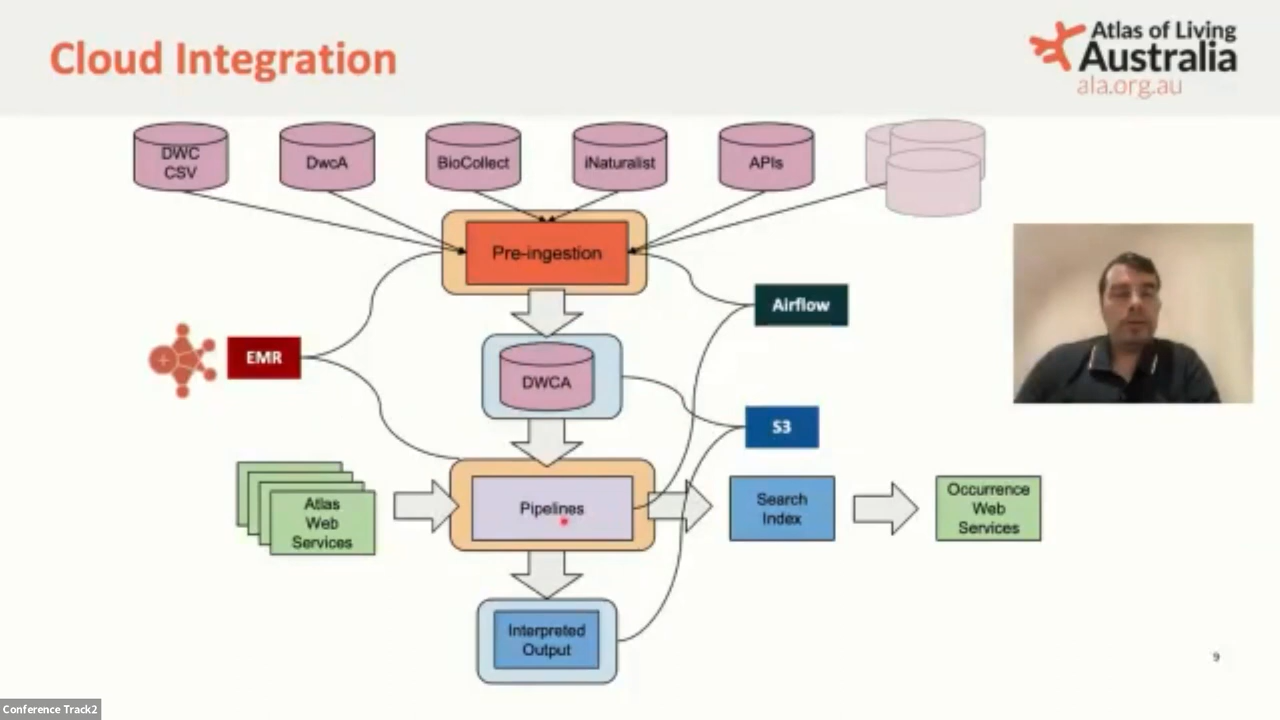 Cloud Integration
Atlas of Living
Australia
ala.org.au
DWC
CSV
DwcA
BioCollect
iNaturalist
APIs
Pre-ingestion
Airflow
EMR
DWCA
S3
Atlas
Web
Services
Pipelines
Search
Index
Occurrence
Web
Services
Interpreted
Output
9
Conference Track2